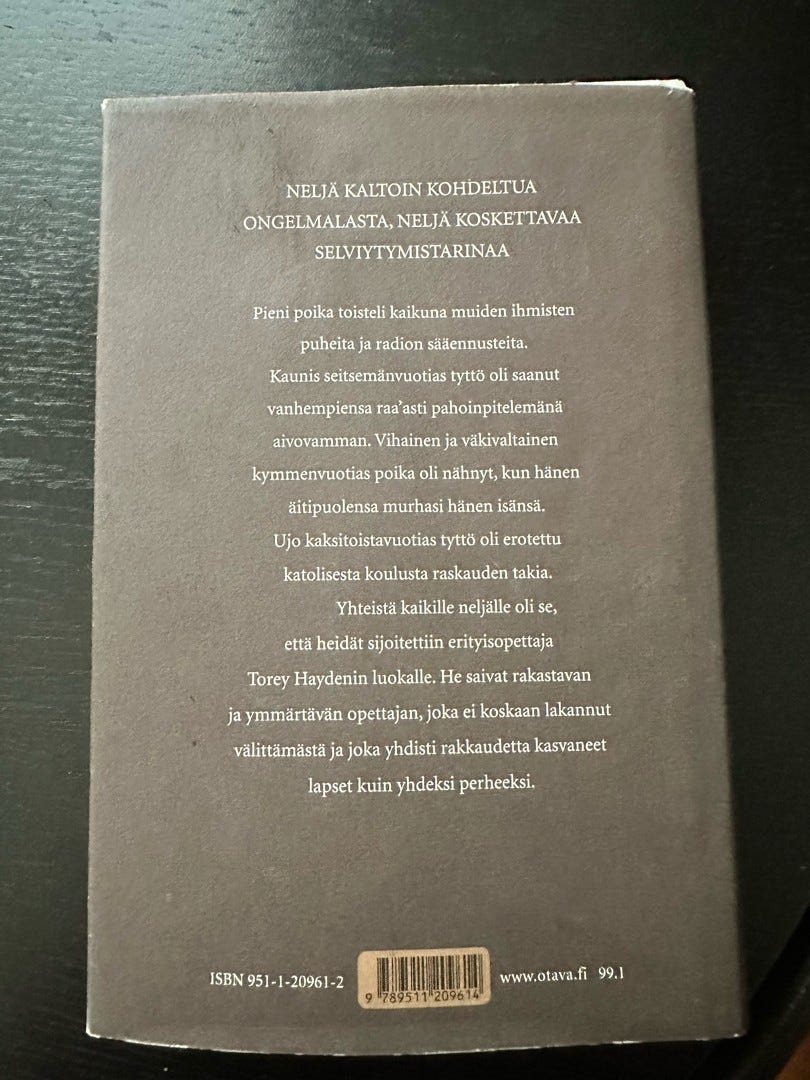 NELJÄ KALTOIN KOHDELTUA
ONGELMALASTA, NELJÄ KOSKETTAVAA
SELVIYTYMISTARINAA
Pieni poika toisteli kaikuna muiden ihmisten
puheita ja radion sääennusteita.
Kaunis seitsemänvuotias tyttö oli saanut
vanhempiensa raa'asti pahoinpitelemänä
aivovamman. Vihainen ja väkivaltainen
kymmenvuotias poika oli nähnyt, kun hänen
äitipuolensa murhasi hänen isänsä.
Ujo kaksitoistavuotias tyttö oli erotettu
katolisesta koulusta raskauden takia.
Yhteistä kaikille neljälle oli se,
että heidät sijoitettiin erityisopettaja
Torey Haydenin luokalle. He saivat rakastavan
ja ymmärtävän opettajan, joka ei koskaan lakannut
välittämästä ja joka yhdisti rakkaudetta kasvaneet
lapset kuin yhdeksi perheeksi.
ISBN 951-1-20961-2 www.otava.fi 99.1
9 789511 209614